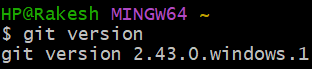 HP@Rakesh MINGW64 ~
$ git version
git version 2.43.0.windows.1